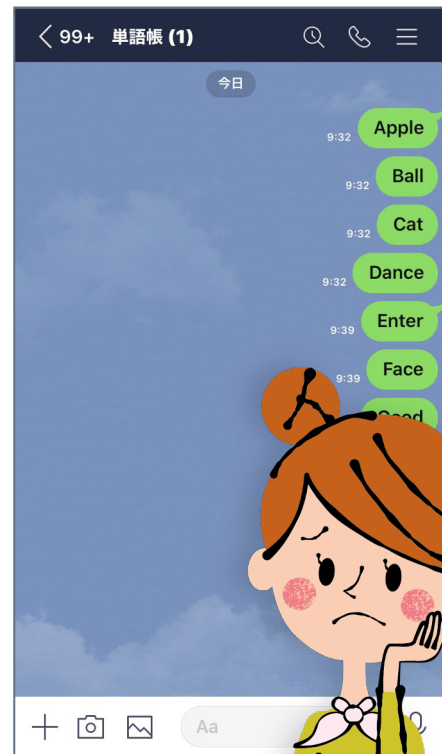 99+ 単語帳 (1)
今日
9:32 Apple
9:32 Ball
9:32 Cat
9:32 Dance
9:39 Enter
9:39 Face
Aa